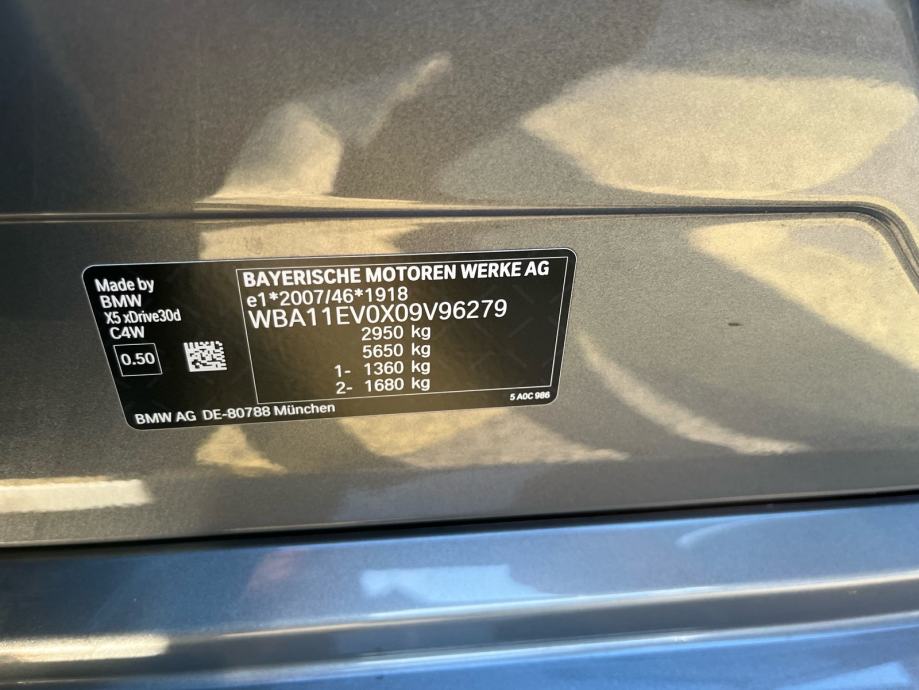 Made by
BMW
X5 xDrive30d
C4W
0.50
BAYERISCHE MOTOREN WERKE AG
e1*2007/46*1918
WBA11EV0X09V96279
2950 kg
5650 kg
1- 1360 kg
2- 1680 kg
5 A0C 986
BMW AG DE-80788 München